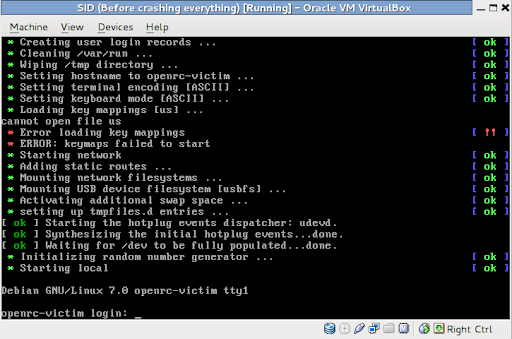 SID (Before crashing everything) [Running] - Oracle VM VirtualBox
Machine View Devices Help
* Creating user login records ... [ ok ]
* Cleaning /var/run ... [ ok ]
* Wiping /tmp directory ... [ ok ]
* Setting hostname to openrc-victim ... [ ok ]
* Setting terminal encoding [ASCII] ... [ ok ]
* Setting keyboard mode [ASCII] ... [ ok ]
* Loading key mappings [us] ...
cannot open file us
* Error loading key mappings [ !! ]
* ERROR: keymaps failed to start
* Starting network [ ok ]
* Adding static routes ... [ ok ]
* Mounting network filesystems ... [ ok ]
* Mounting USB device filesystem [usbfs] ... [ ok ]
* Activating additional swap space ... [ ok ]
* setting up tmpfiles.d entries ... [ ok ]
[ ok ] Starting the hotplug events dispatcher: udevd.
[ ok ] Synthesizing the initial hotplug events...done.
[ ok ] Waiting for /dev to be fully populated...done.
* Initializing random number generator ... [ ok ]
* Starting local [ ok ]
Debian GNU/Linux 7.0 openrc-victim tty1
openrc-victim login: _
Right Ctrl